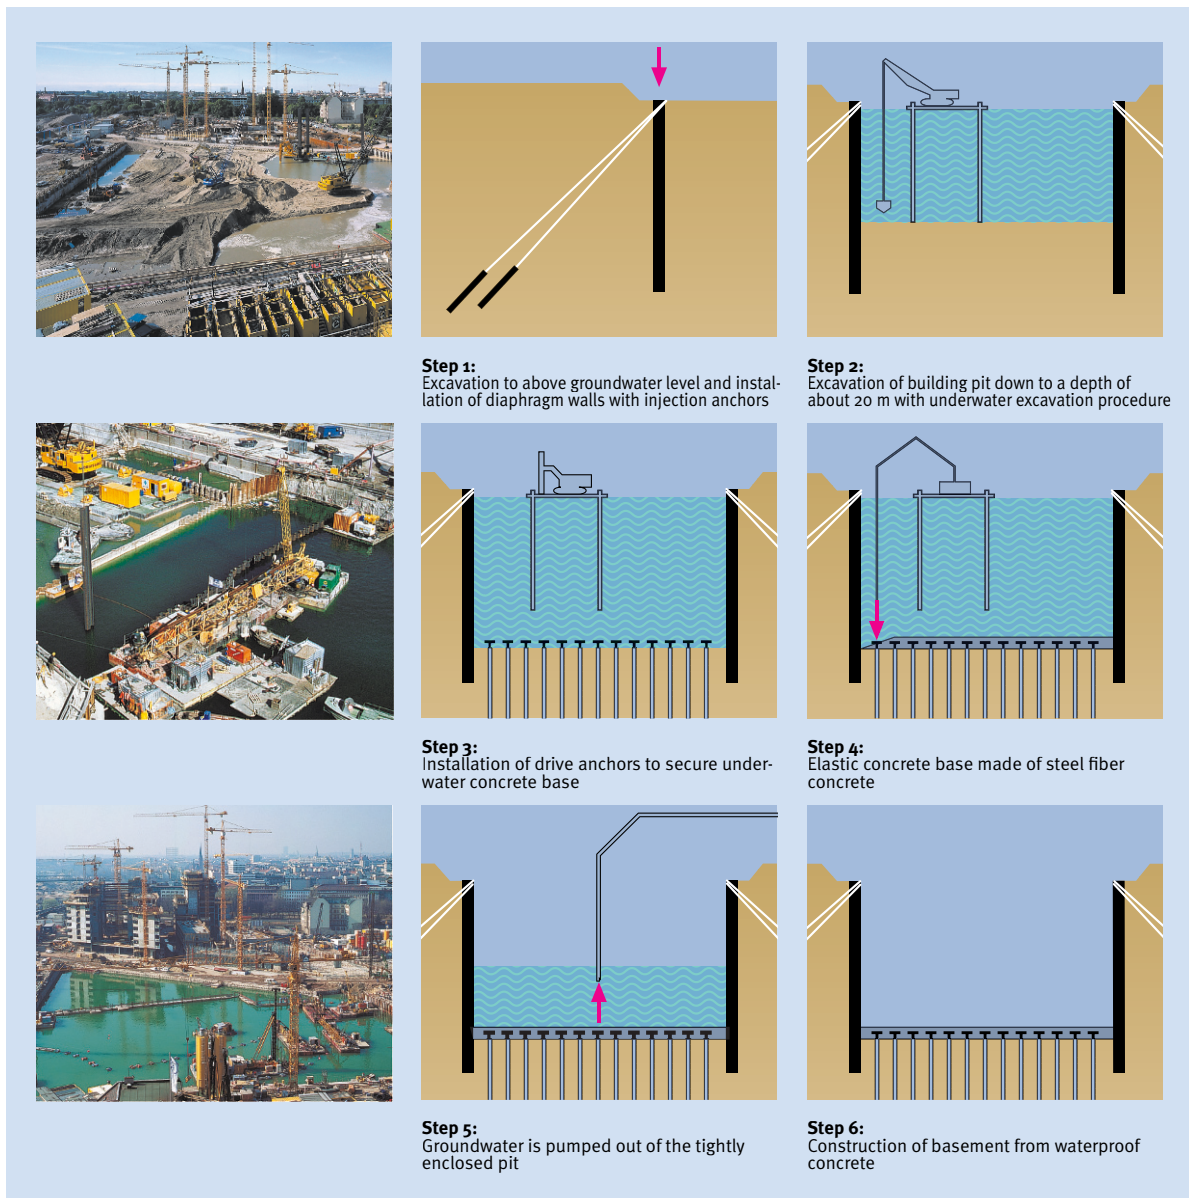 Step 1:
Excavation to above groundwater level and instal-
lation of diaphragm walls with injection anchors
Step 2:
Excavation of building pit down to a depth of
about 20 m with underwater excavation procedure
Step 3:
Installation of drive anchors to secure under-
water concrete base
Step 4:
Elastic concrete base made of steel fiber
concrete
Step 5:
Groundwater is pumped out of the tightly
enclosed pit
Step 6:
Construction of basement from waterproof
concrete